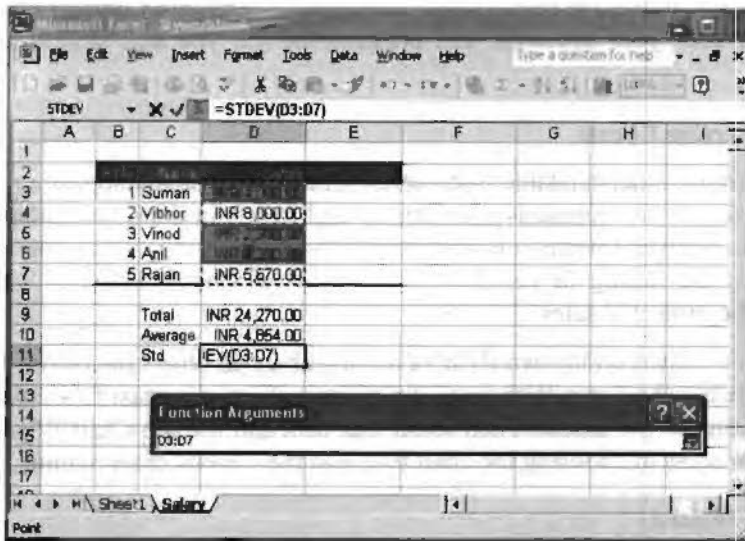 Microsoft Excel
File Edit View Insert Format Tools Data Window Help Type a question for help
STDEV =STDEV(D3:D7)
A B C D E F G H I
1
2
3 1 Suman
4 2 Vibhor INR 8,000.00
5 3 Vinod
6 4 Anil
7 5 Rajan INR 5,670.00
8
9 Total INR 24,270.00
10 Average INR 4,854.00
11 Std EV(D3:D7)
12
13
14 Function Arguments
15 D3:D7
16
17
Sheet1 Salary
Point